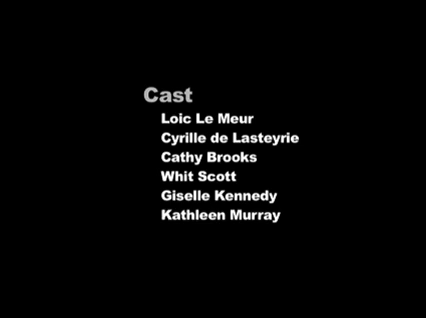 Cast
Loic Le Meur
Cyrille de Lasteyrie
Cathy Brooks
Whit Scott
Giselle Kennedy
Kathleen Murray